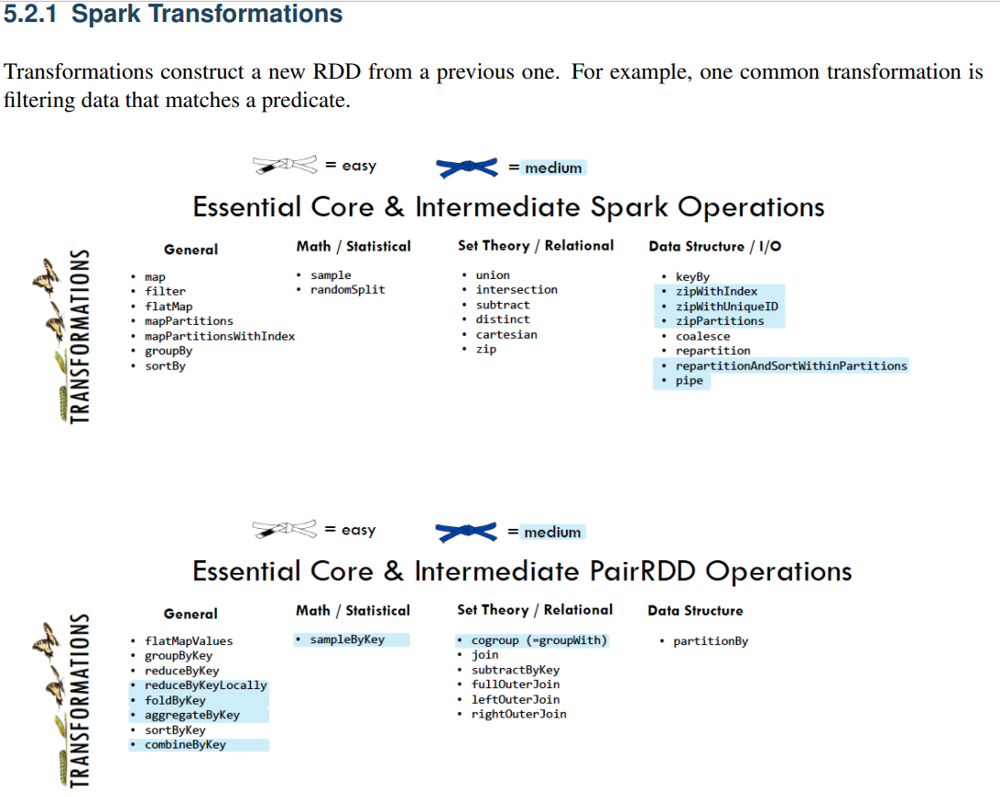 5.2.1 Spark Transformations
Transformations construct a new RDD from a previous one. For example, one common transformation is
filtering data that matches a predicate.
= easy
= medium
Essential Core & Intermediate Spark Operations
TRANSFORMATIONS
General
• map
• filter
• flatMap
• mapPartitions
• mapPartitionsWithIndex
• groupBy
• sortBy
Math / Statistical
• sample
• randomSplit
Set Theory / Relational
• union
• intersection
• subtract
• distinct
• cartesian
• zip
Data Structure / I/O
• keyBy
• zipWithIndex
• zipWithUniqueID
• zipPartitions
• coalesce
• repartition
• repartitionAndSortWithinPartitions
• pipe
= easy
= medium
Essential Core & Intermediate PairRDD Operations
TRANSFORMATIONS
General
• flatMapValues
• groupByKey
• reduceByKey
• reduceByKeyLocally
• foldByKey
• aggregateByKey
• sortByKey
• combineByKey
Math / Statistical
• sampleByKey
Set Theory / Relational
• cogroup (=groupWith)
• join
• subtractByKey
• fullOuterJoin
• leftOuterJoin
• rightOuterJoin
Data Structure
• partitionBy